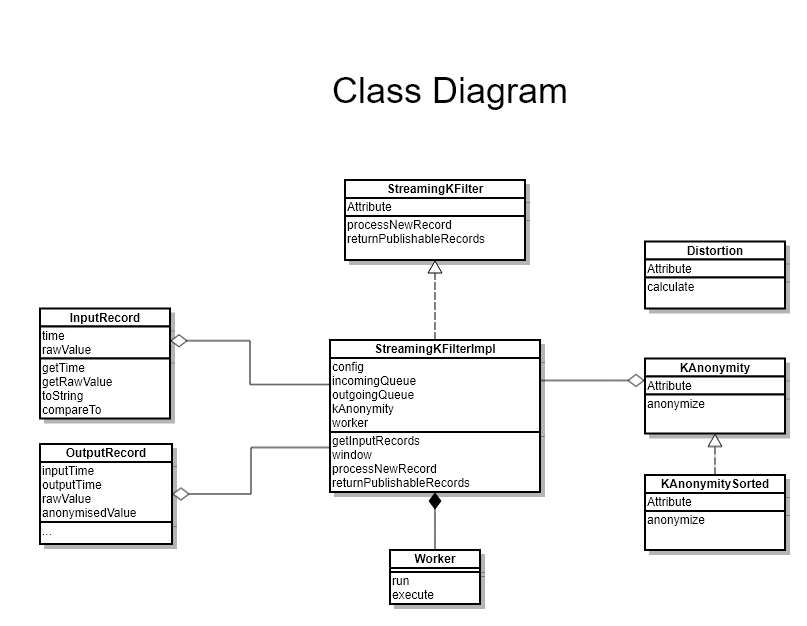 Class Diagram
StreamingKFilter
Attribute
processNewRecord
returnPublishableRecords
Distortion
Attribute
calculate
InputRecord
time
rawValue
getTime
getRawValue
toString
compareTo
StreamingKFilterImpl
config
incomingQueue
outgoingQueue
kAnonymity
worker
getInputRecords
window
processNewRecord
returnPublishableRecords
KAnonymity
Attribute
anonymize
OutputRecord
inputTime
outputTime
rawValue
anonymisedValue
...
KAnonymitySorted
Attribute
anonymize
Worker
run
execute